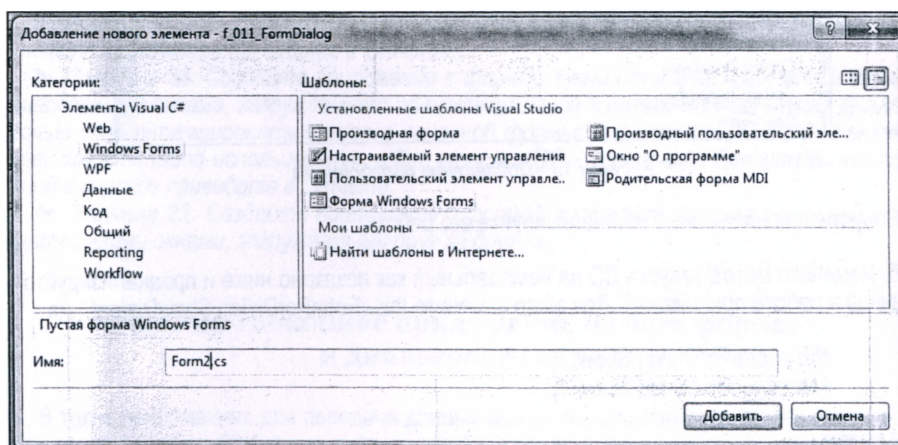 Добавление нового элемента - f_011_FormDialog
Категории:
Шаблоны:
Элементы Visual C#
Web
Windows Forms
WPF
Данные
Код
Общий
Reporting
Workflow
Установленные шаблоны Visual Studio
Производная форма
Производный пользовательский эле...
Настраиваемый элемент управления
Окно "О программе"
Пользовательский элемент управле...
Родительская форма MDI
Форма Windows Forms
Мои шаблоны
Найти шаблоны в Интернете...
Пустая форма Windows Forms
Имя:
Form2.cs
Добавить
Отмена